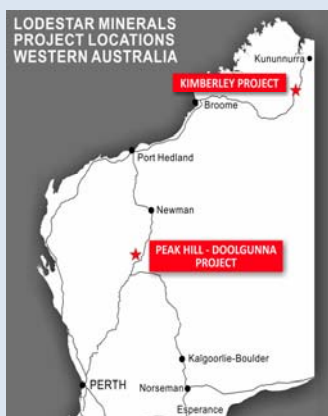 LODESTAR MINERALS
PROJECT LOCATIONS
WESTERN AUSTRALIA
Kununnurra
KIMBERLEY PROJECT
Broome
Port Hedland
Newman
PEAK HILL - DOOLGUNNA
PROJECT
Kalgoorlie-Boulder
PERTH
Norseman
Esperance